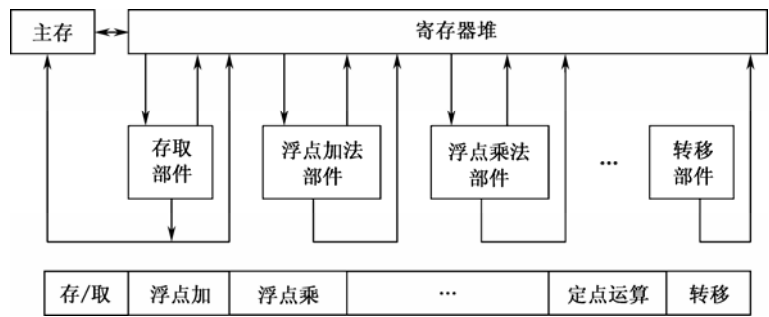 主存
寄存器堆
存取
部件
浮点加法
部件
浮点乘法
部件
…
转移
部件
存/取
浮点加
浮点乘
…
定点运算
转移